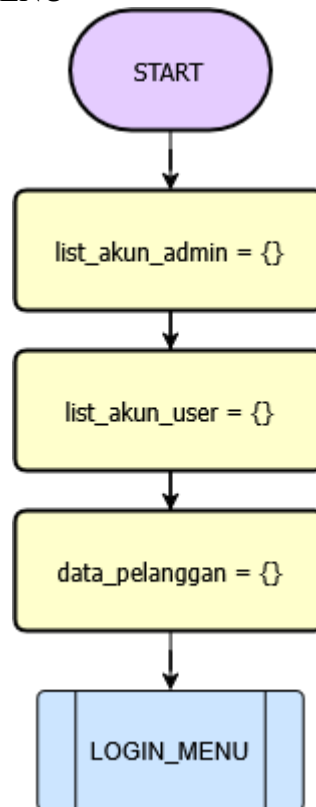 START
list_akun_admin = {}
list_akun_user = {}
data_pelanggan = {}
LOGIN_MENU